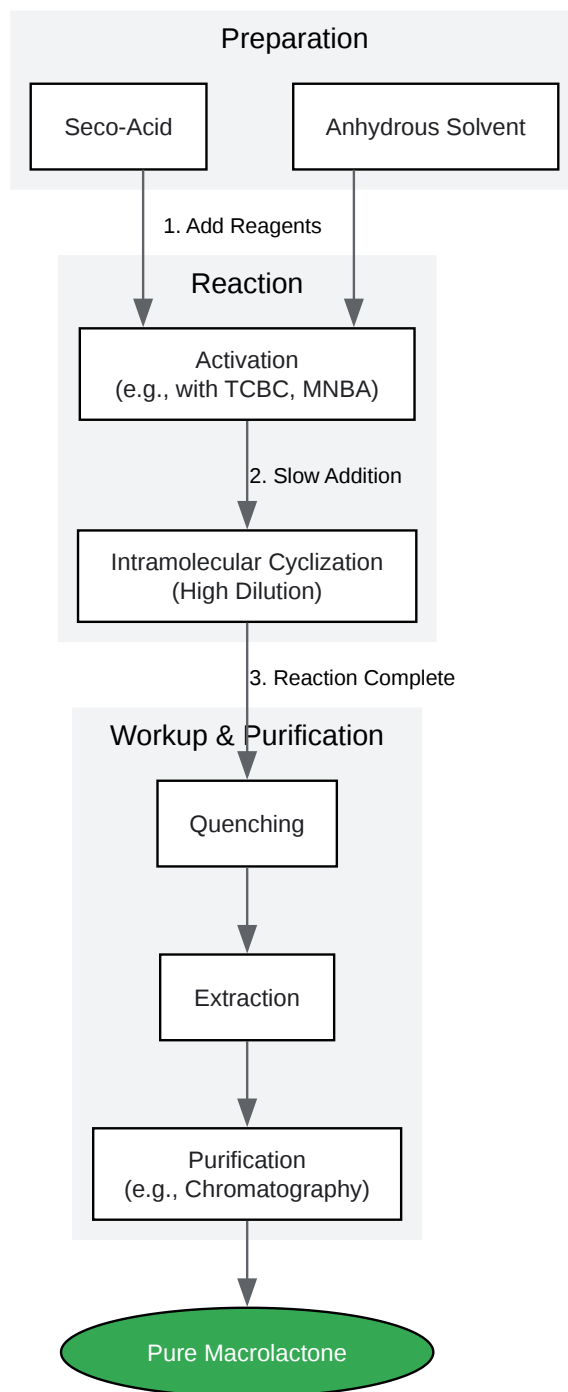 Preparation
Seco-Acid
Anhydrous Solvent
1. Add Reagents
Reaction
Activation
(e.g., with TCBC, MNBA)
2. Slow Addition
Intramolecular Cyclization
(High Dilution)
3. Reaction Complete
Workup & Purification
Quenching
Extraction
Purification
(e.g., Chromatography)
Pure Macrolactone